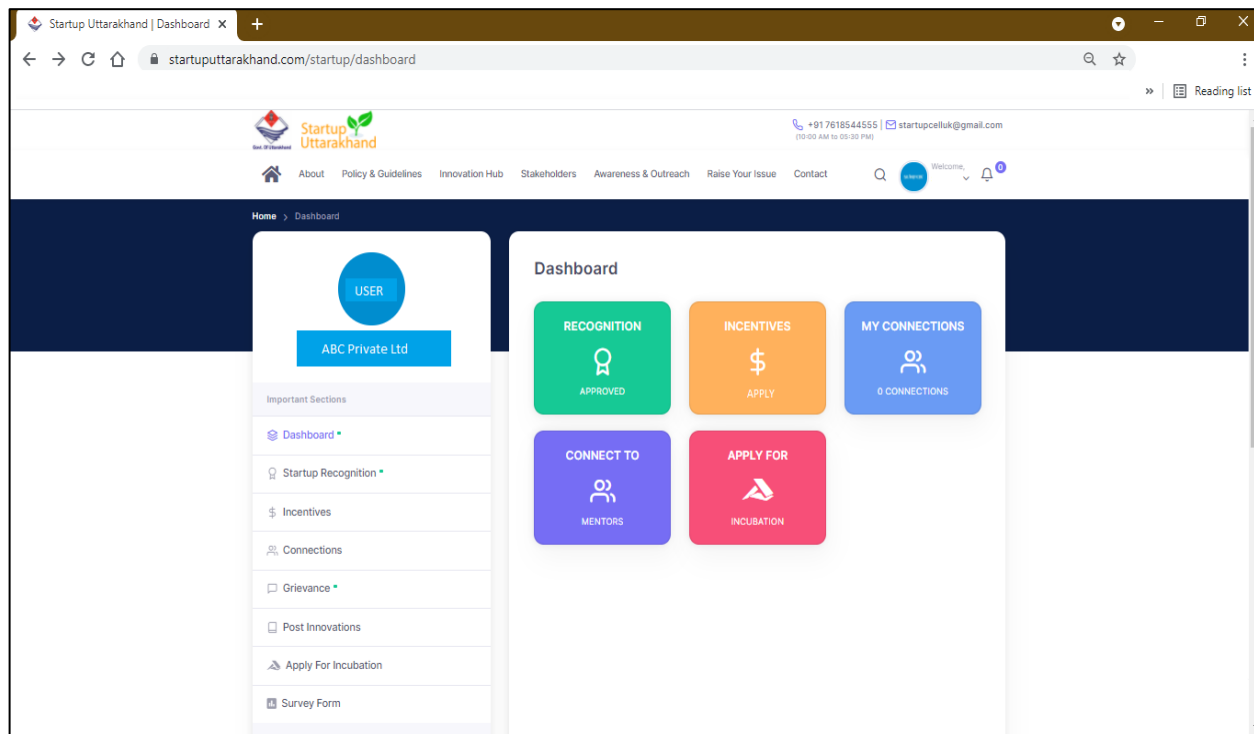 Startup Uttarakhand | Dashboard
startuputtarakhand.com/startup/dashboard
Reading list
Startup
Uttarakhand
Govt. Of Uttarakhand
+91 7618544555 | startupcelluk@gmail.com
(10-00 AM to 05:30 PM)
About Policy & Guidelines Innovation Hub Stakeholders Awareness & Outreach Raise Your Issue Contact
Welcome,
0
Home > Dashboard
USER
ABC Private Ltd
Important Sections
Dashboard
Startup Recognition
Incentives
Connections
Grievance
Post Innovations
Apply For Incubation
Survey Form
Dashboard
RECOGNITION
APPROVED
INCENTIVES
$
APPLY
MY CONNECTIONS
0 CONNECTIONS
CONNECT TO
MENTORS
APPLY FOR
INCUBATION